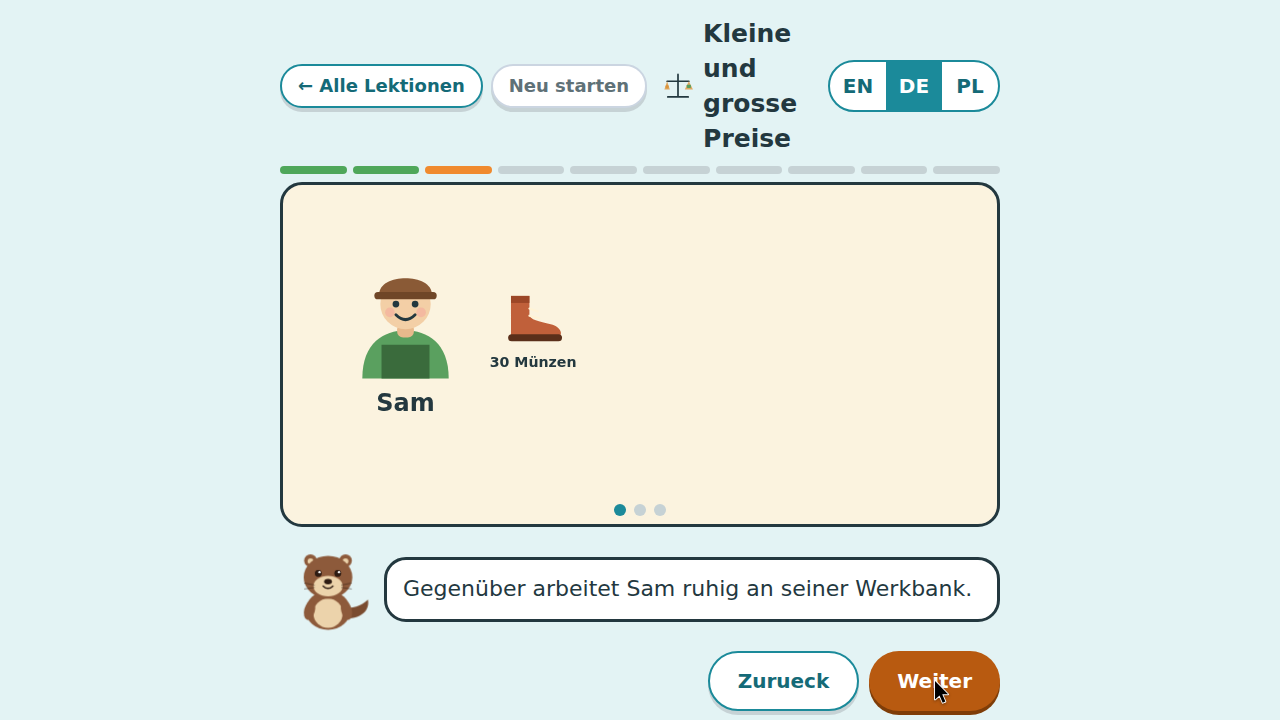 ← Alle Lektionen
Neu starten
Kleine
und
grosse
Preise
EN DE PL
30 Münzen
Sam
Gegenüber arbeitet Sam ruhig an seiner Werkbank.
Zurueck
Weiter